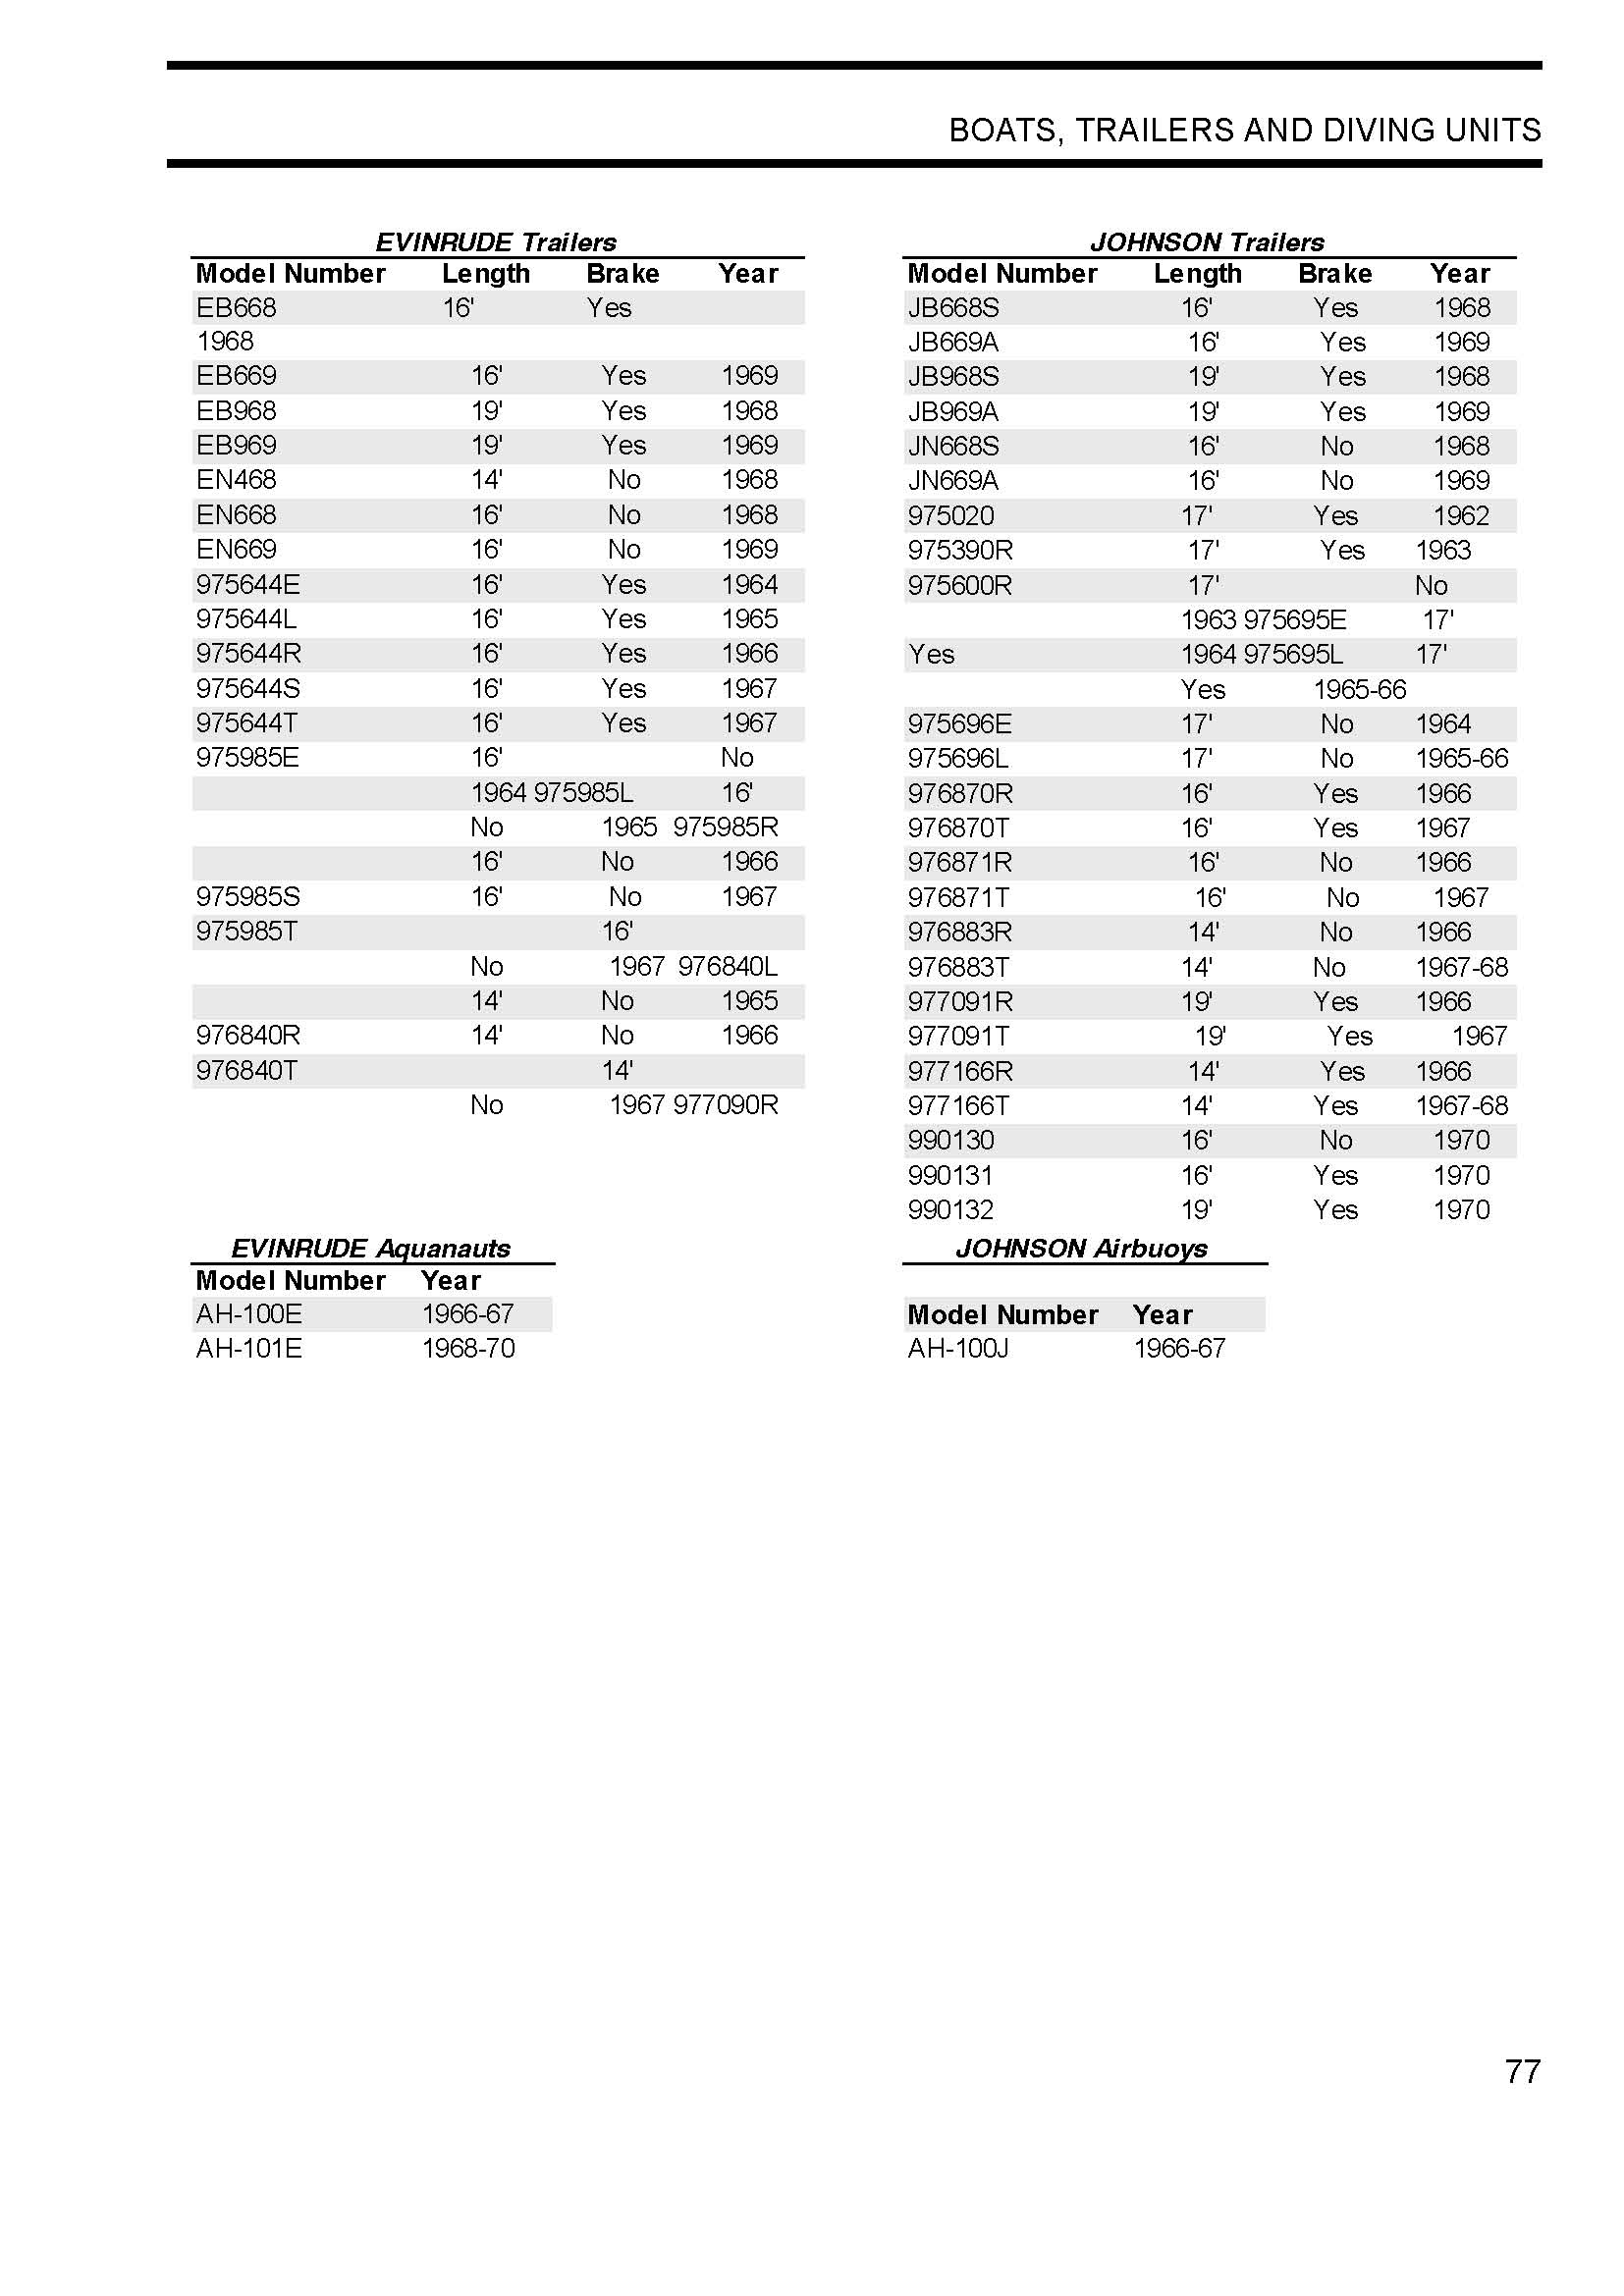 BOATS, TRAILERS AND DIVING UNITS
EVINRUDE Trailers
Model Number Length Brake Year
EB668 16' Yes
1968
EB669 16' Yes 1969
EB968 19' Yes 1968
EB969 19' Yes 1969
EN468 14' No 1968
EN668 16' No 1968
EN669 16' No 1969
975644E 16' Yes 1964
975644L 16' Yes 1965
975644R 16' Yes 1966
975644S 16' Yes 1967
975644T 16' Yes 1967
975985E 16' No
1964 975985L 16'
No 1965 975985R
16' No 1966
975985S 16' No 1967
975985T 16'
No 1967 976840L
14' No 1965
976840R 14' No 1966
976840T 14'
No 1967 977090R
EVINRUDE Aquanauts
Model Number Year
AH-100E 1966-67
AH-101E 1968-70
JOHNSON Trailers
Model Number Length Brake Year
JB668S 16' Yes 1968
JB669A 16' Yes 1969
JB968S 19' Yes 1968
JB969A 19' Yes 1969
JN668S 16' No 1968
JN669A 16' No 1969
975020 17' Yes 1962
975390R 17' Yes 1963
975600R 17' No
1963 975695E 17'
Yes 1964 975695L 17'
Yes 1965-66
975696E 17' No 1964
975696L 17' No 1965-66
976870R 16' Yes 1966
976870T 16' Yes 1967
976871R 16' No 1966
976871T 16' No 1967
976883R 14' No 1966
976883T 14' No 1967-68
977091R 19' Yes 1966
977091T 19' Yes 1967
977166R 14' Yes 1966
977166T 14' Yes 1967-68
990130 16' No 1970
990131 16' Yes 1970
990132 19' Yes 1970
JOHNSON Airbuoys
Model Number Year
AH-100J 1966-67
77